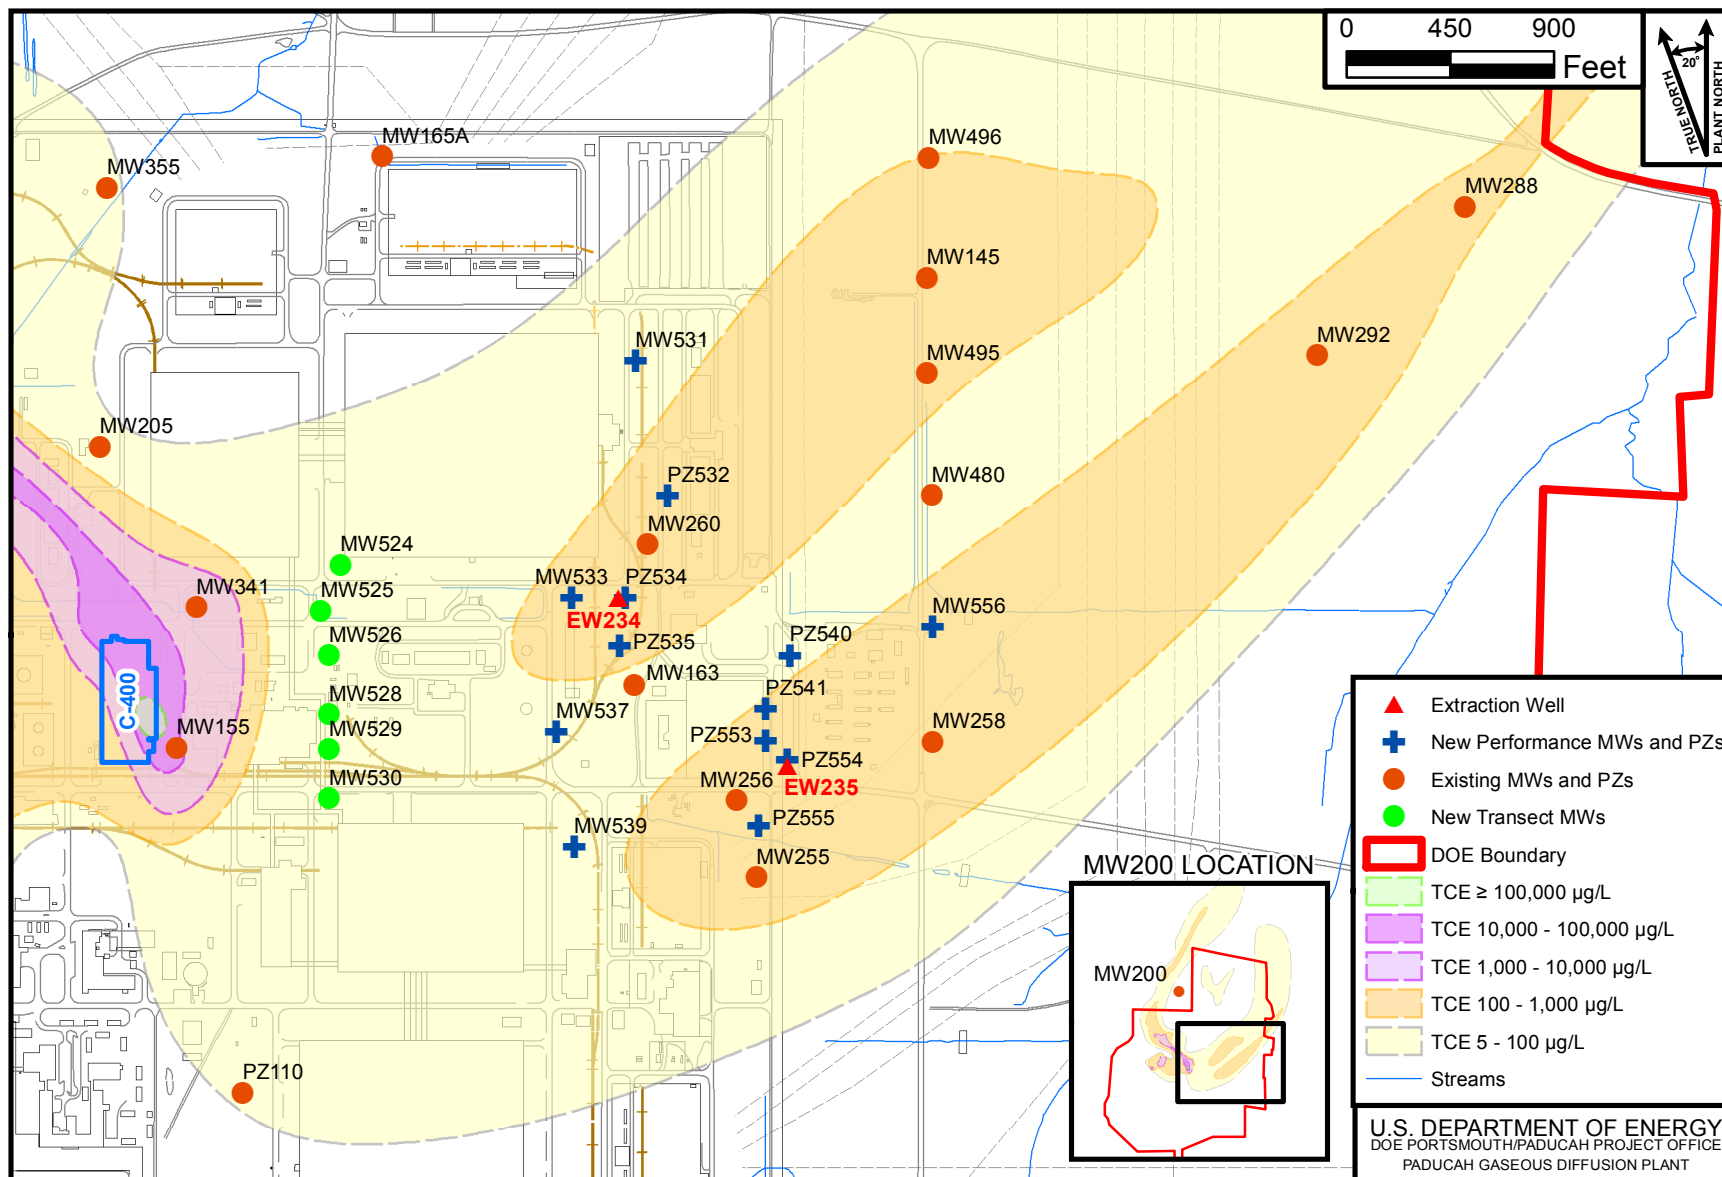 0 450 900
Feet
20°
TRUE NORTH
PLANT NORTH
MW165A
MW496
MW355
MW288
MW145
MW292
MW531
MW495
MW205
PZ532
MW480
MW260
MW524
MW533 PZ534
MW525
MW341
EW234
MW556
MW526
PZ535
PZ540
MW163
C-400
PZ541
MW528
MW537
MW155
MW529
PZ553
MW258
PZ554
MW530
MW256
EW235
MW539
PZ555
MW255
PZ110
MW200 LOCATION
MW200
Extraction Well
New Performance MWs and PZs
Existing MWs and PZs
New Transect MWs
DOE Boundary
TCE ≥ 100,000 µg/L
TCE 10,000 - 100,000 µg/L
TCE 1,000 - 10,000 µg/L
TCE 100 - 1,000 µg/L
TCE 5 - 100 µg/L
Streams
U.S. DEPARTMENT OF ENERGY
DOE PORTSMOUTH/PADUCAH PROJECT OFFICE
PADUCAH GASEOUS DIFFUSION PLANT